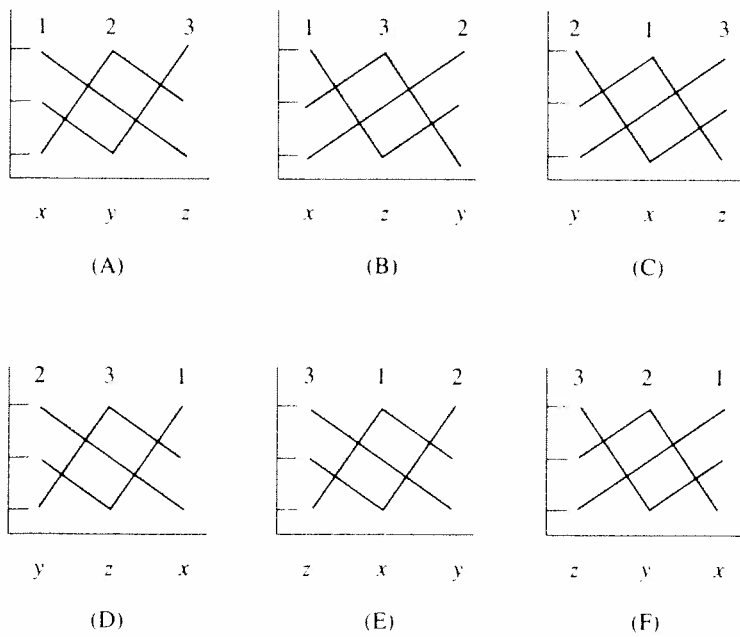 1 2 3
1 3 2
2 1 3
x y z
x z y
y x z
(A)
(B)
(C)
2 3 1
3 1 2
3 2 1
y z x
z x y
z y x
(D)
(E)
(F)